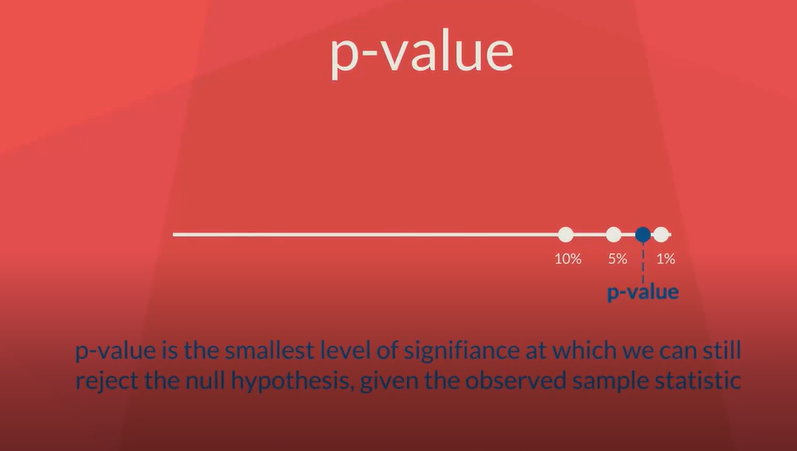 p-value
10% 5% 1%
p-value
p-value is the smallest level of signifiance at which we can still
reject the null hypothesis, given the observed sample statistic